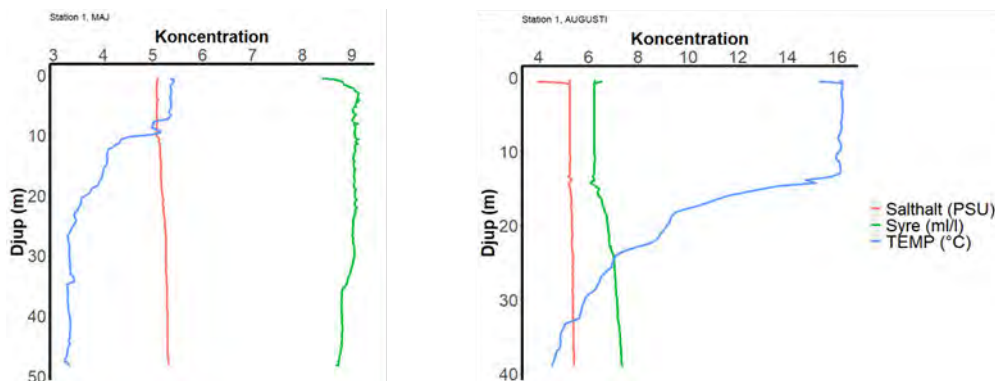 Station 1, MAJ
Koncentration
3 4 5 6 7 8 9
0
10
20
30
40
50
Djup (m)
Station 1, AUGUSTI
Koncentration
4 6 8 10 12 14 16
0
10
20
30
40
Djup (m)
Salthalt (PSU)
Syre (ml/l)
TEMP (°C)